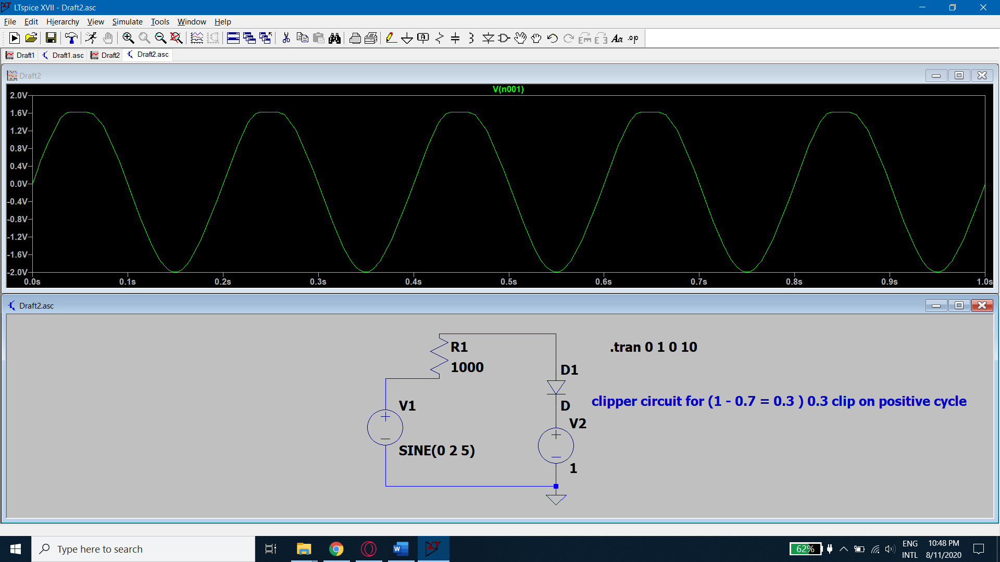 LTspice XVII - Draft2.asc
File Edit Hierarchy View Simulate Tools Window Help
Draft1 Draft1.asc Draft2 Draft2.asc
Draft2
V(n001)
2.0V
1.6V
1.2V
0.8V
0.4V
0.0V
-0.4V
-0.8V
-1.2V
-1.6V
-2.0V
0.0s 0.1s 0.2s 0.3s 0.4s 0.5s 0.6s 0.7s 0.8s 0.9s 1.0s
Draft2.asc
R1
1000
.tran 0 1 0 10
D1
clipper circuit for (1 - 0.7 = 0.3 ) 0.3 clip on positive cycle
V1
D
V2
SINE(0 2 5)
1
Type here to search
62%
ENG
INTL
10:48 PM
8/11/2020